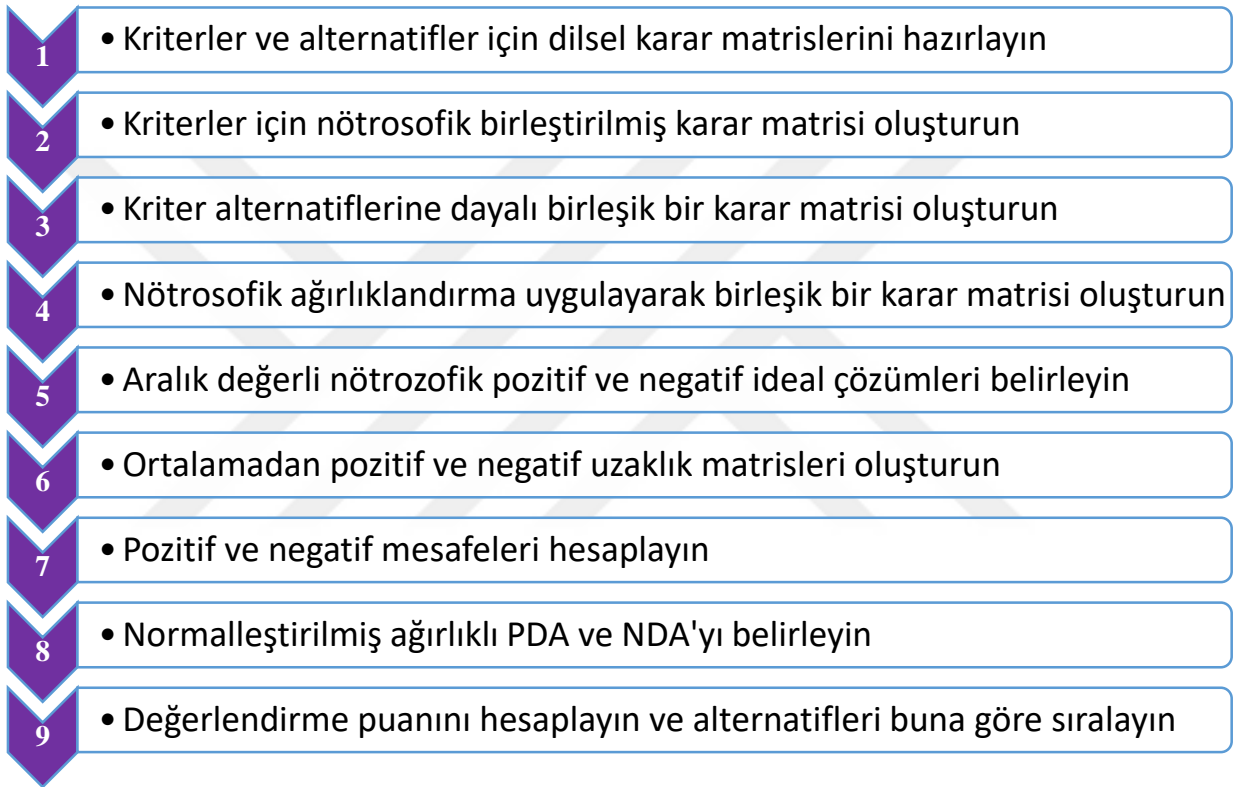 1 • Kriterler ve alternatifler için dilsel karar matrislerini hazırlayın
2 • Kriterler için nötrosofik birleştirilmiş karar matrisi oluşturun
3 • Kriter alternatiflerine dayalı birleşik bir karar matrisi oluşturun
4 • Nötrosofik ağırlıklandırma uygulayarak birleşik bir karar matrisi oluşturun
5 • Aralık değerli nötrozofik pozitif ve negatif ideal çözümleri belirleyin
6 • Ortalamadan pozitif ve negatif uzaklık matrisleri oluşturun
7 • Pozitif ve negatif mesafeleri hesaplayın
8 • Normalleştirilmiş ağırlıklı PDA ve NDA'yı belirleyin
9 • Değerlendirme puanını hesaplayın ve alternatifleri buna göre sıralayın